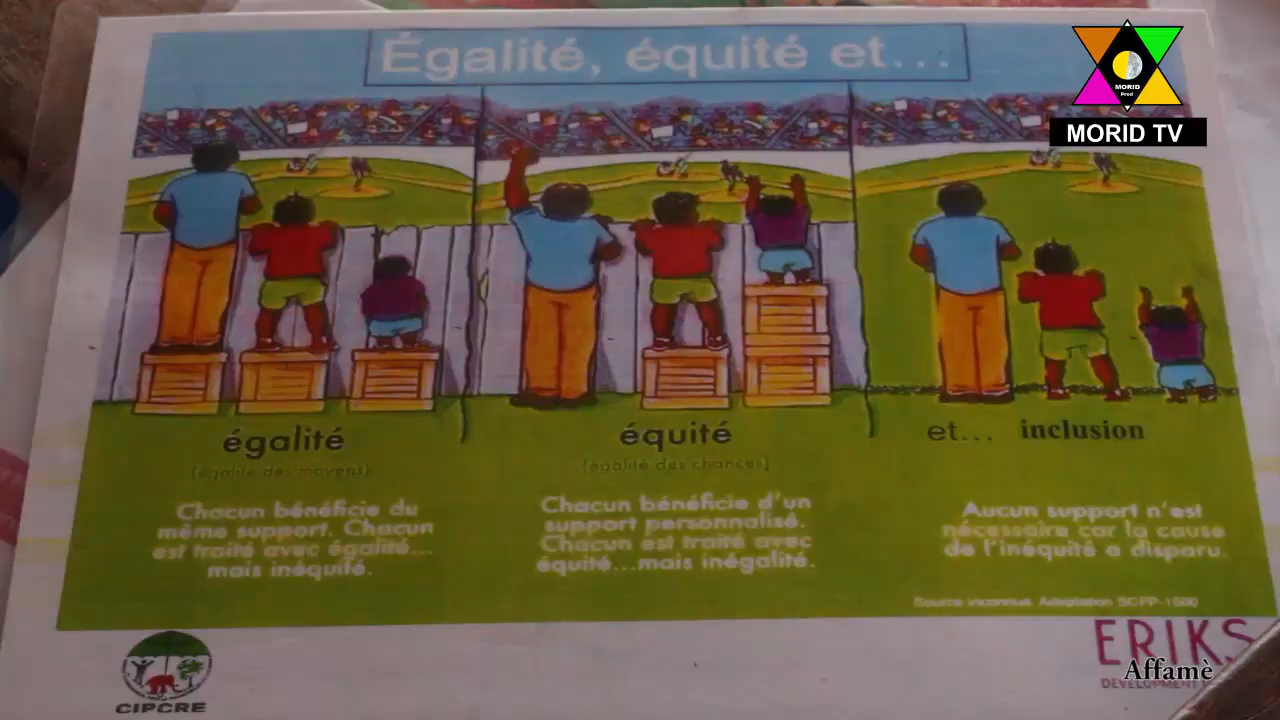 Égalité, équité et...
MORID
Prod
MORID TV
égalité
(égalité des moyens)
Chacun bénéficie du
même support. Chacun
est traité avec égalité...
mais inéquité.
équité
(égalité des chances)
Chacun bénéficie d'un
support personnalisé.
Chacun est traité avec
équité...mais inégalité.
et... inclusion
Aucun support n'est
nécessaire car la cause
de l'inéquité a disparu.
Adaptation
CIPCRE
ERIKS
Affamè